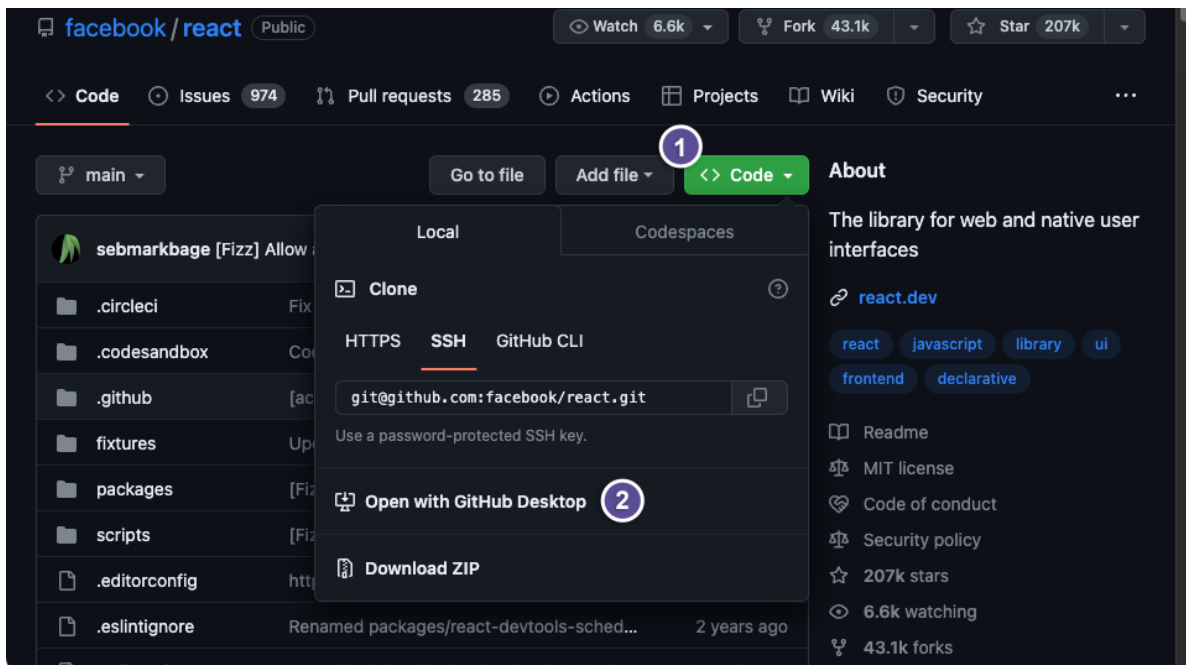 facebook / react Public Watch 6.6k Fork 43.1k Star 207k
Code Issues 974 Pull requests 285 Actions Projects Wiki Security ...
1
main Go to file Add file <> Code
About
The library for web and native user
interfaces
react.dev
react javascript library ui
frontend declarative
Readme
MIT license
Code of conduct
Security policy
207k stars
6.6k watching
43.1k forks
Local Codespaces
Clone
HTTPS SSH GitHub CLI
git@github.com:facebook/react.git
Use a password-protected SSH key.
Open with GitHub Desktop 2
Download ZIP
sebmarkbage [Fizz] Allow
.circleci Fix
.codesandbox
.github [ac
fixtures
packages
scripts
.editorconfig
.eslintignore Renamed packages/react-devtools-sched... 2 years ago